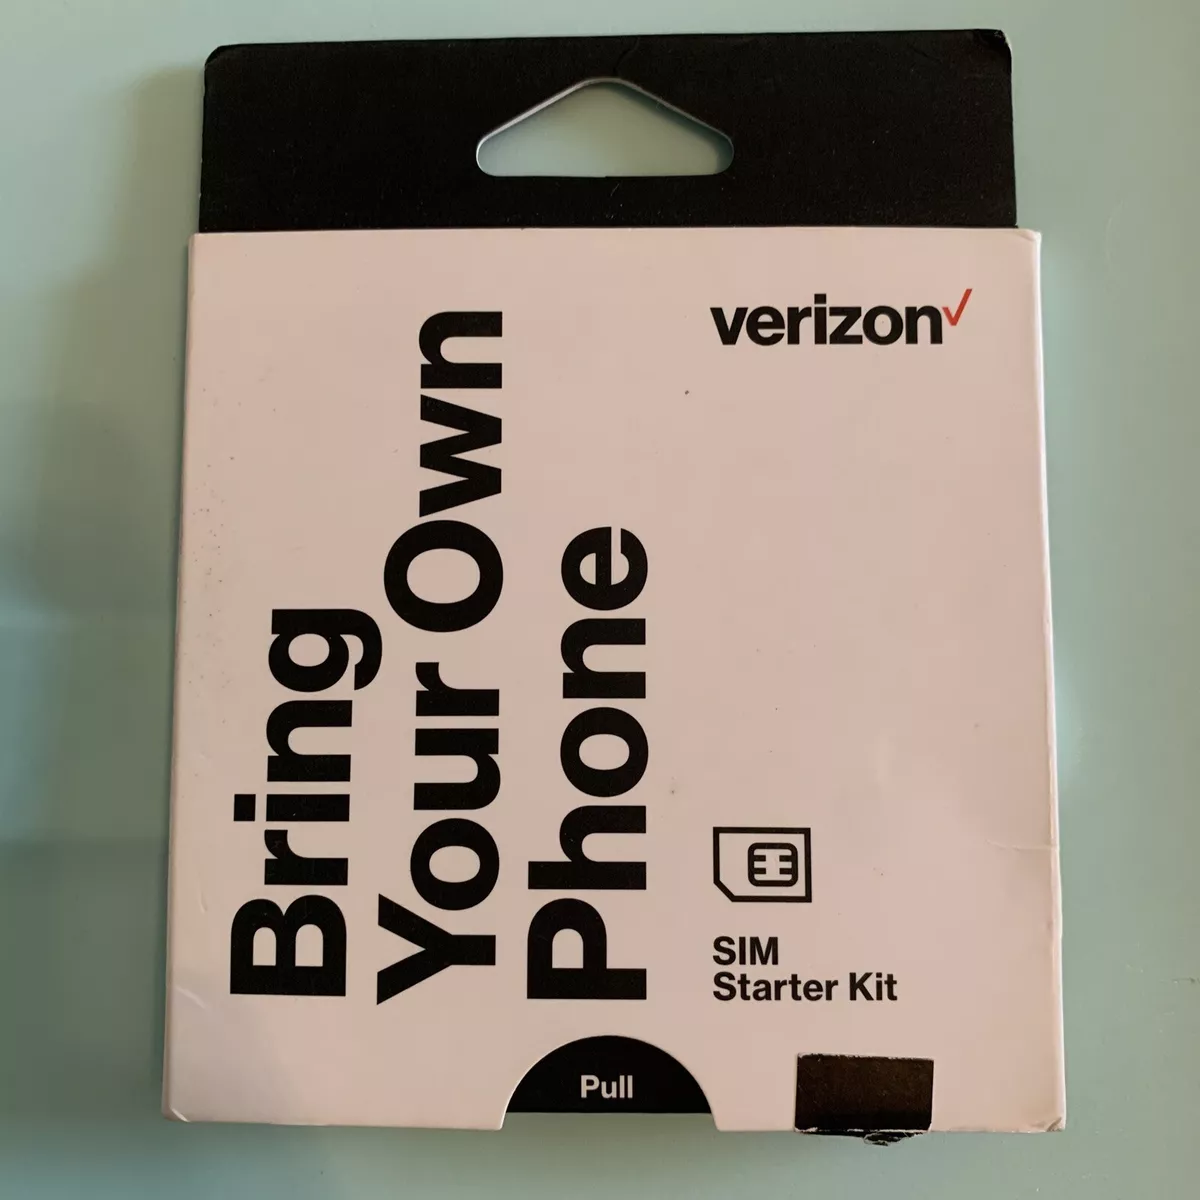 verizon
Bring
Your Own
Phone
SIM
Starter Kit
Pull